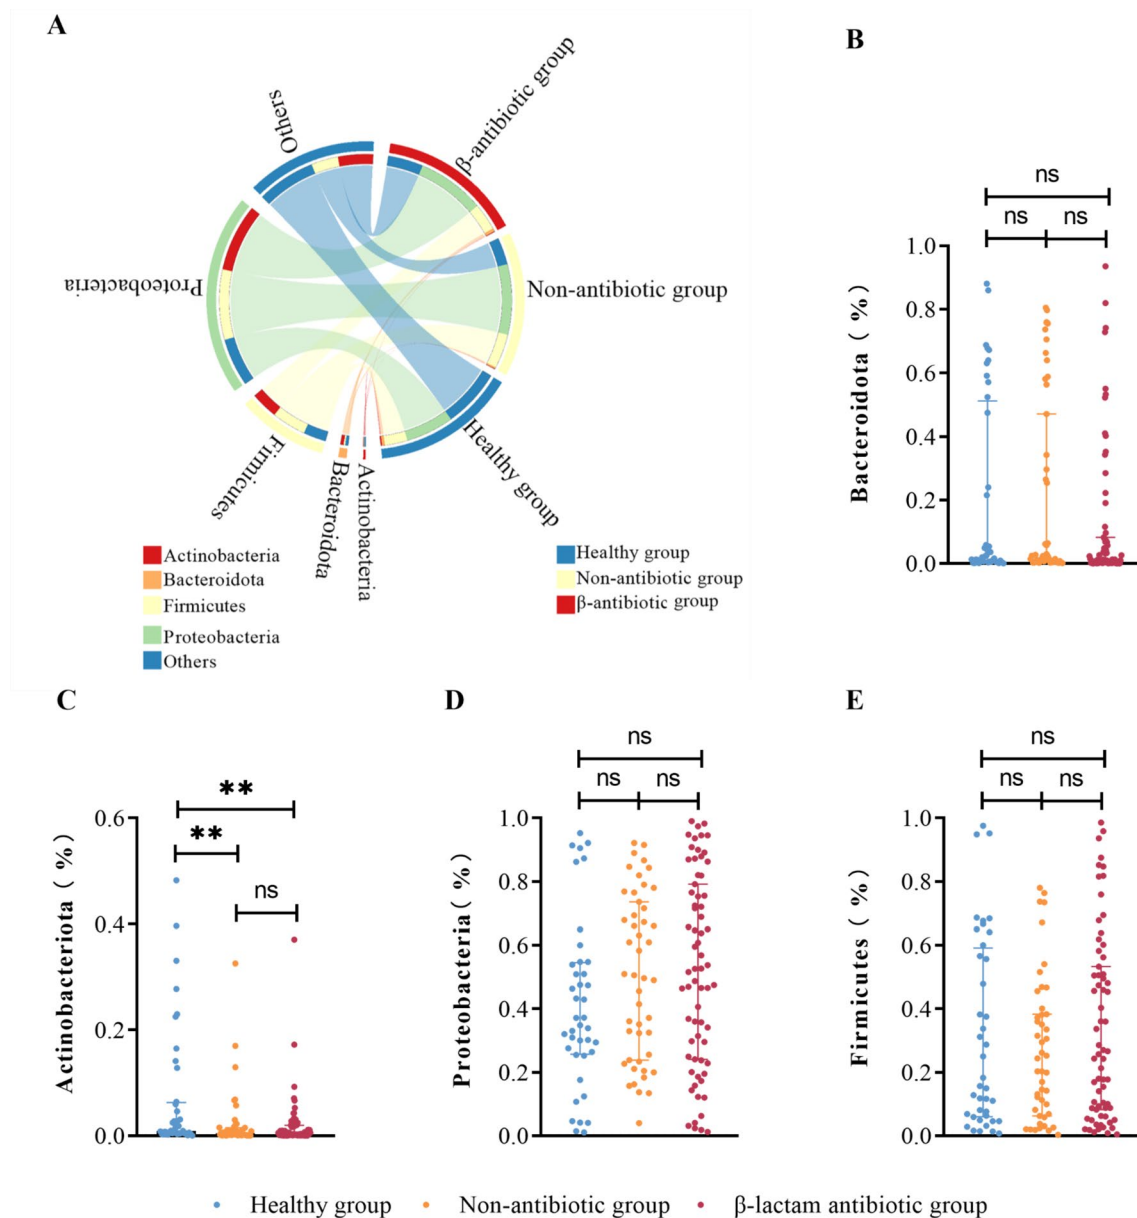 A
Others
β-antibiotic group
Proteobacteria
Non-antibiotic group
Firmicutes
Bacteroidota
Actinobacteria
Healthy group
Actinobacteria
Bacteroidota
Firmicutes
Proteobacteria
Others
Healthy group
Non-antibiotic group
β-antibiotic group
B
ns
ns
ns
1.0
0.8
0.6
0.4
0.2
0.0
Bacteroidota ( %)
C
**
**
ns
0.6
0.4
0.2
0.0
Actinobacteriota ( %)
D
ns
ns
ns
1.0
0.8
0.6
0.4
0.2
0.0
Proteobacteria ( %)
E
ns
ns
ns
1.0
0.8
0.6
0.4
0.2
0.0
Firmicutes ( %)
Healthy group
Non-antibiotic group
β-lactam antibiotic group